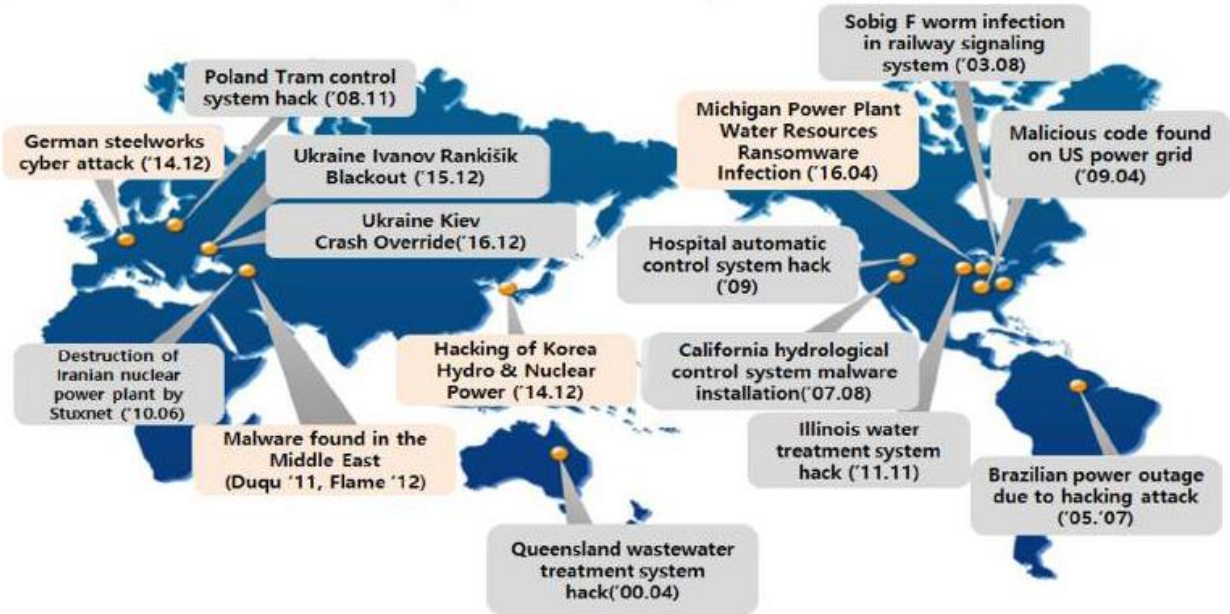 Sobig F worm infection
in railway signaling
system (’03.08)
Poland Tram control
system hack (’08.11)
Michigan Power Plant
Water Resources
Ransomware
Infection (’16.04)
Malicious code found
on US power grid
(’09.04)
German steelworks
cyber attack (’14.12)
Ukraine Ivanov Rankišik
Blackout (’15.12)
Ukraine Kiev
Crash Override(’16.12)
Hospital automatic
control system hack
(’09)
Destruction of
Iranian nuclear
power plant by
Stuxnet (’10.06)
Hacking of Korea
Hydro & Nuclear
Power (’14.12)
California hydrological
control system malware
installation(’07.08)
Malware found in the
Middle East
(Duqu ’11, Flame ’12)
Illinois water
treatment system
hack (’11.11)
Brazilian power outage
due to hacking attack
(’05.’07)
Queensland wastewater
treatment system
hack(’00.04)